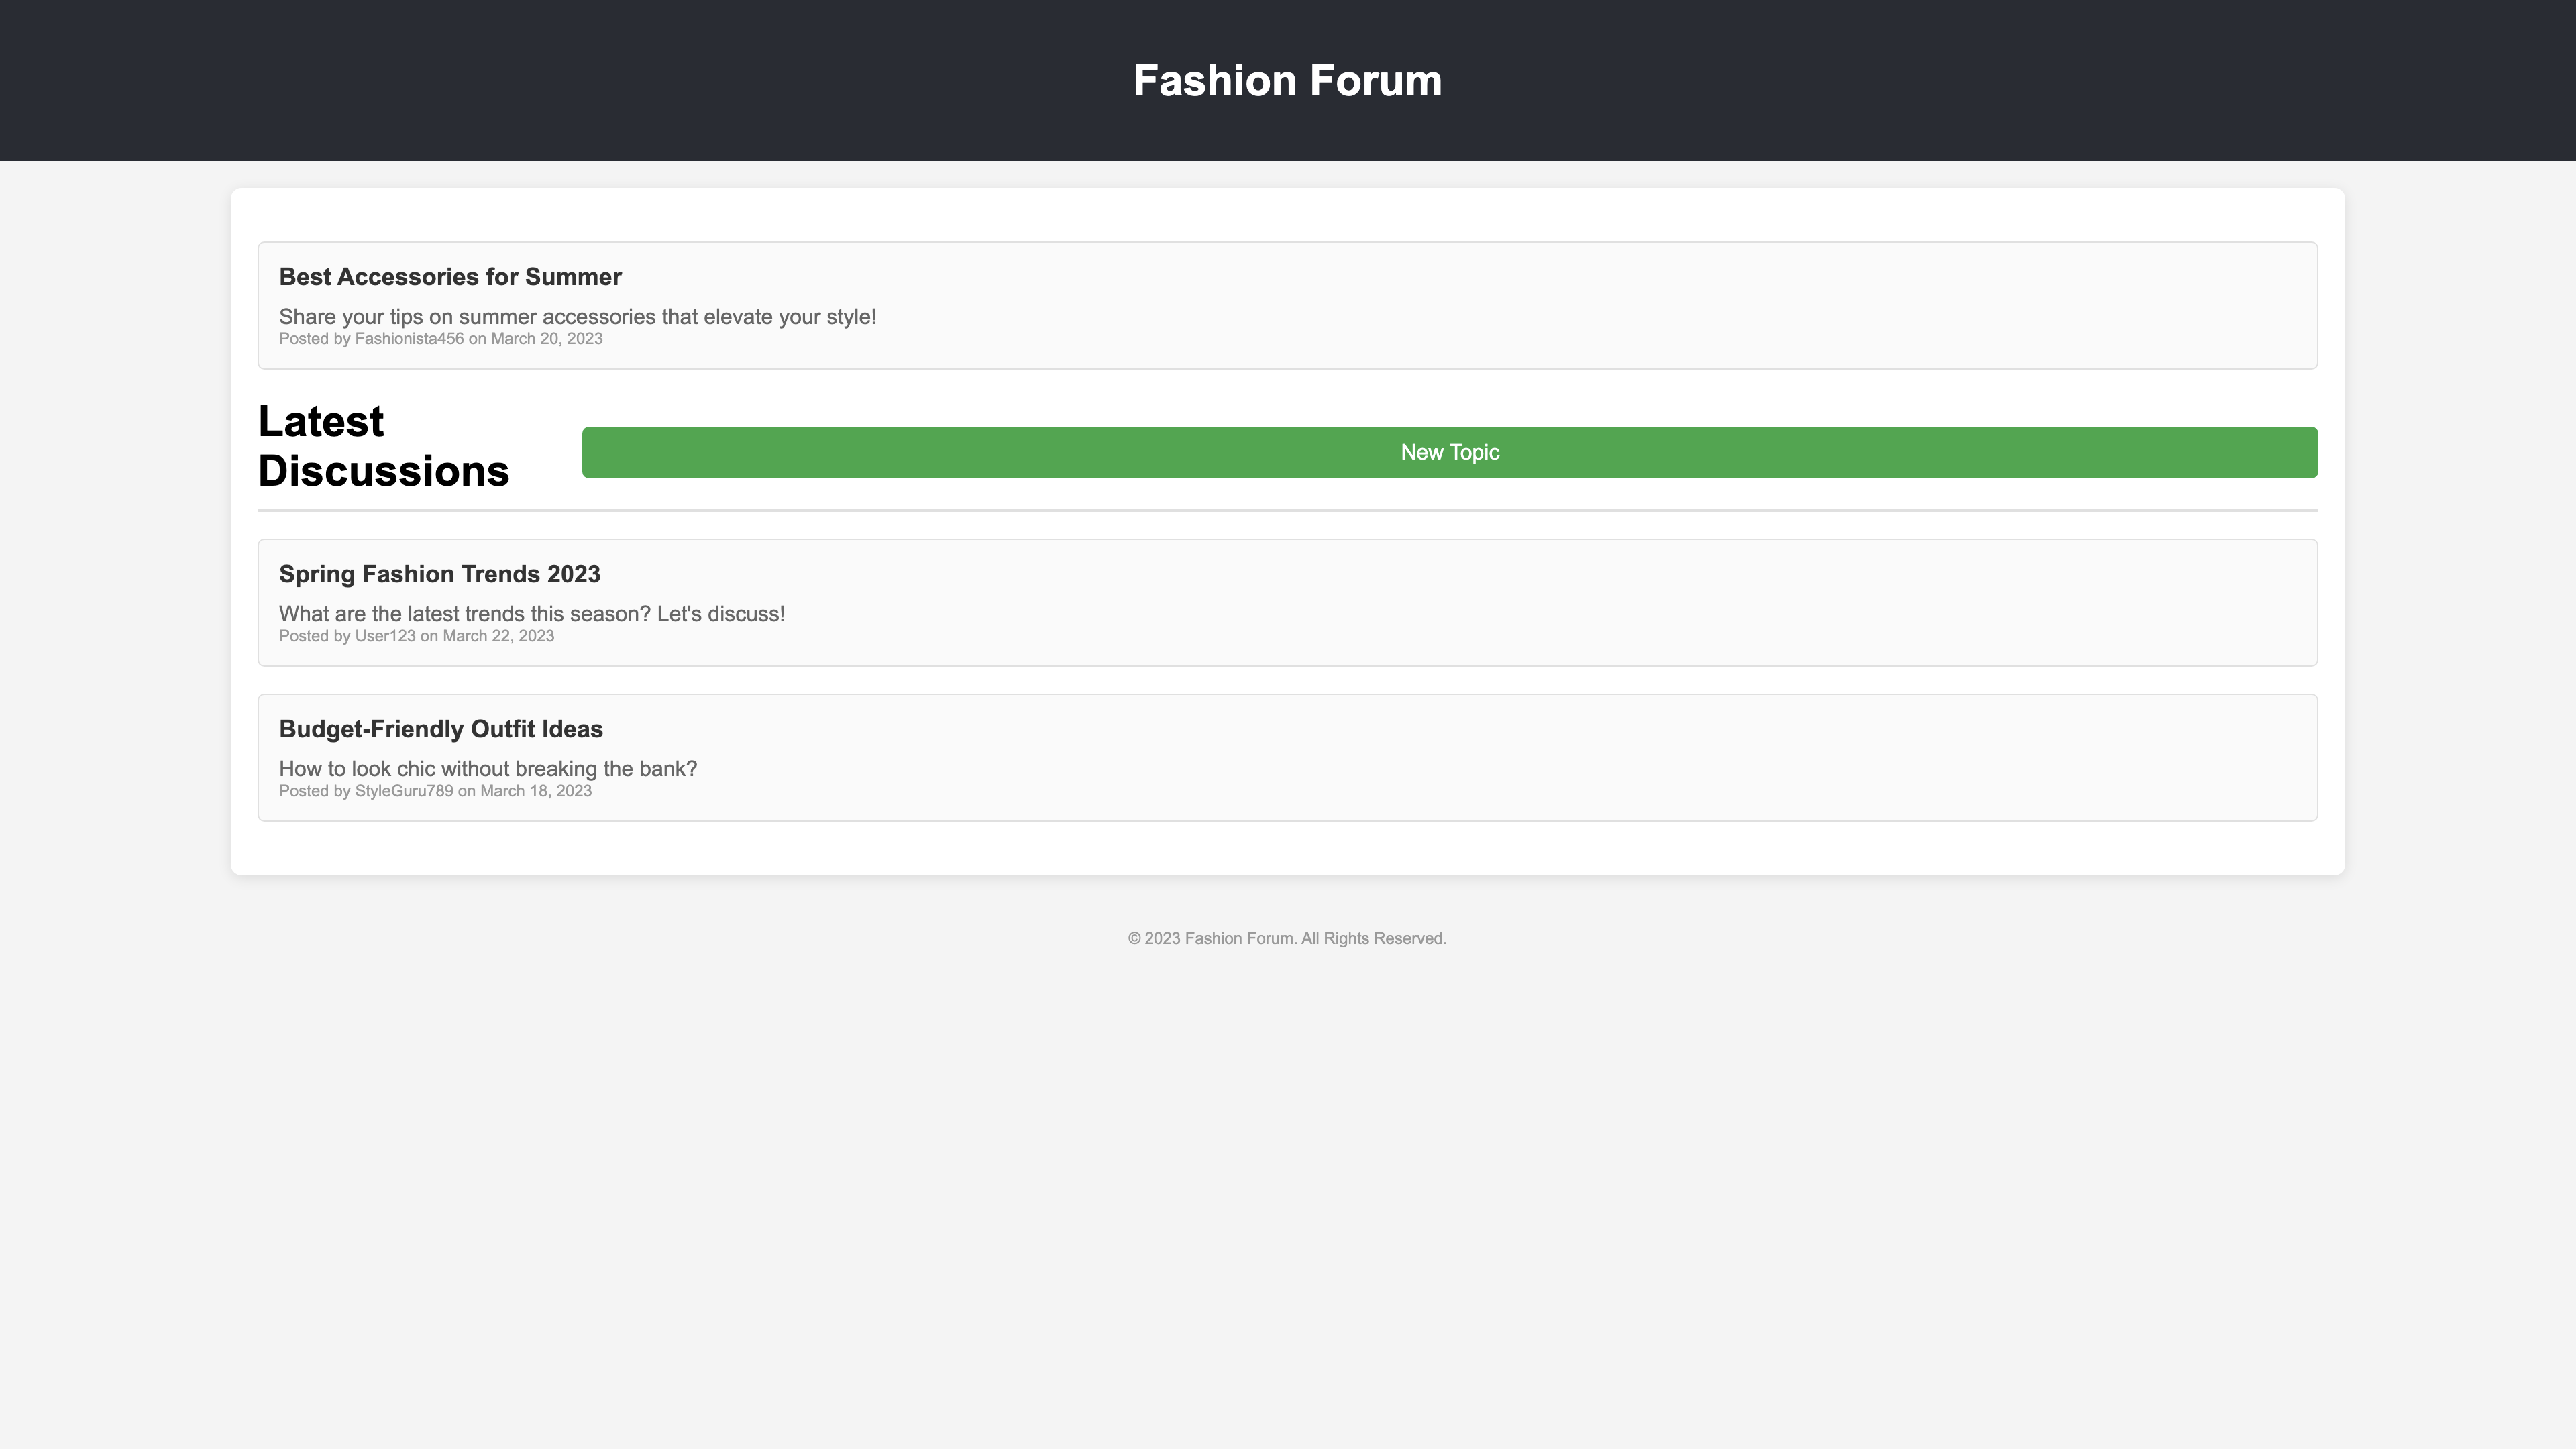 Fashion Forum
Best Accessories for Summer
Share your tips on summer accessories that elevate your style!
Posted by Fashionista456 on March 20, 2023
Latest
Discussions
New Topic
Spring Fashion Trends 2023
What are the latest trends this season? Let's discuss!
Posted by User123 on March 22, 2023
Budget-Friendly Outfit Ideas
How to look chic without breaking the bank?
Posted by StyleGuru789 on March 18, 2023
© 2023 Fashion Forum. All Rights Reserved.